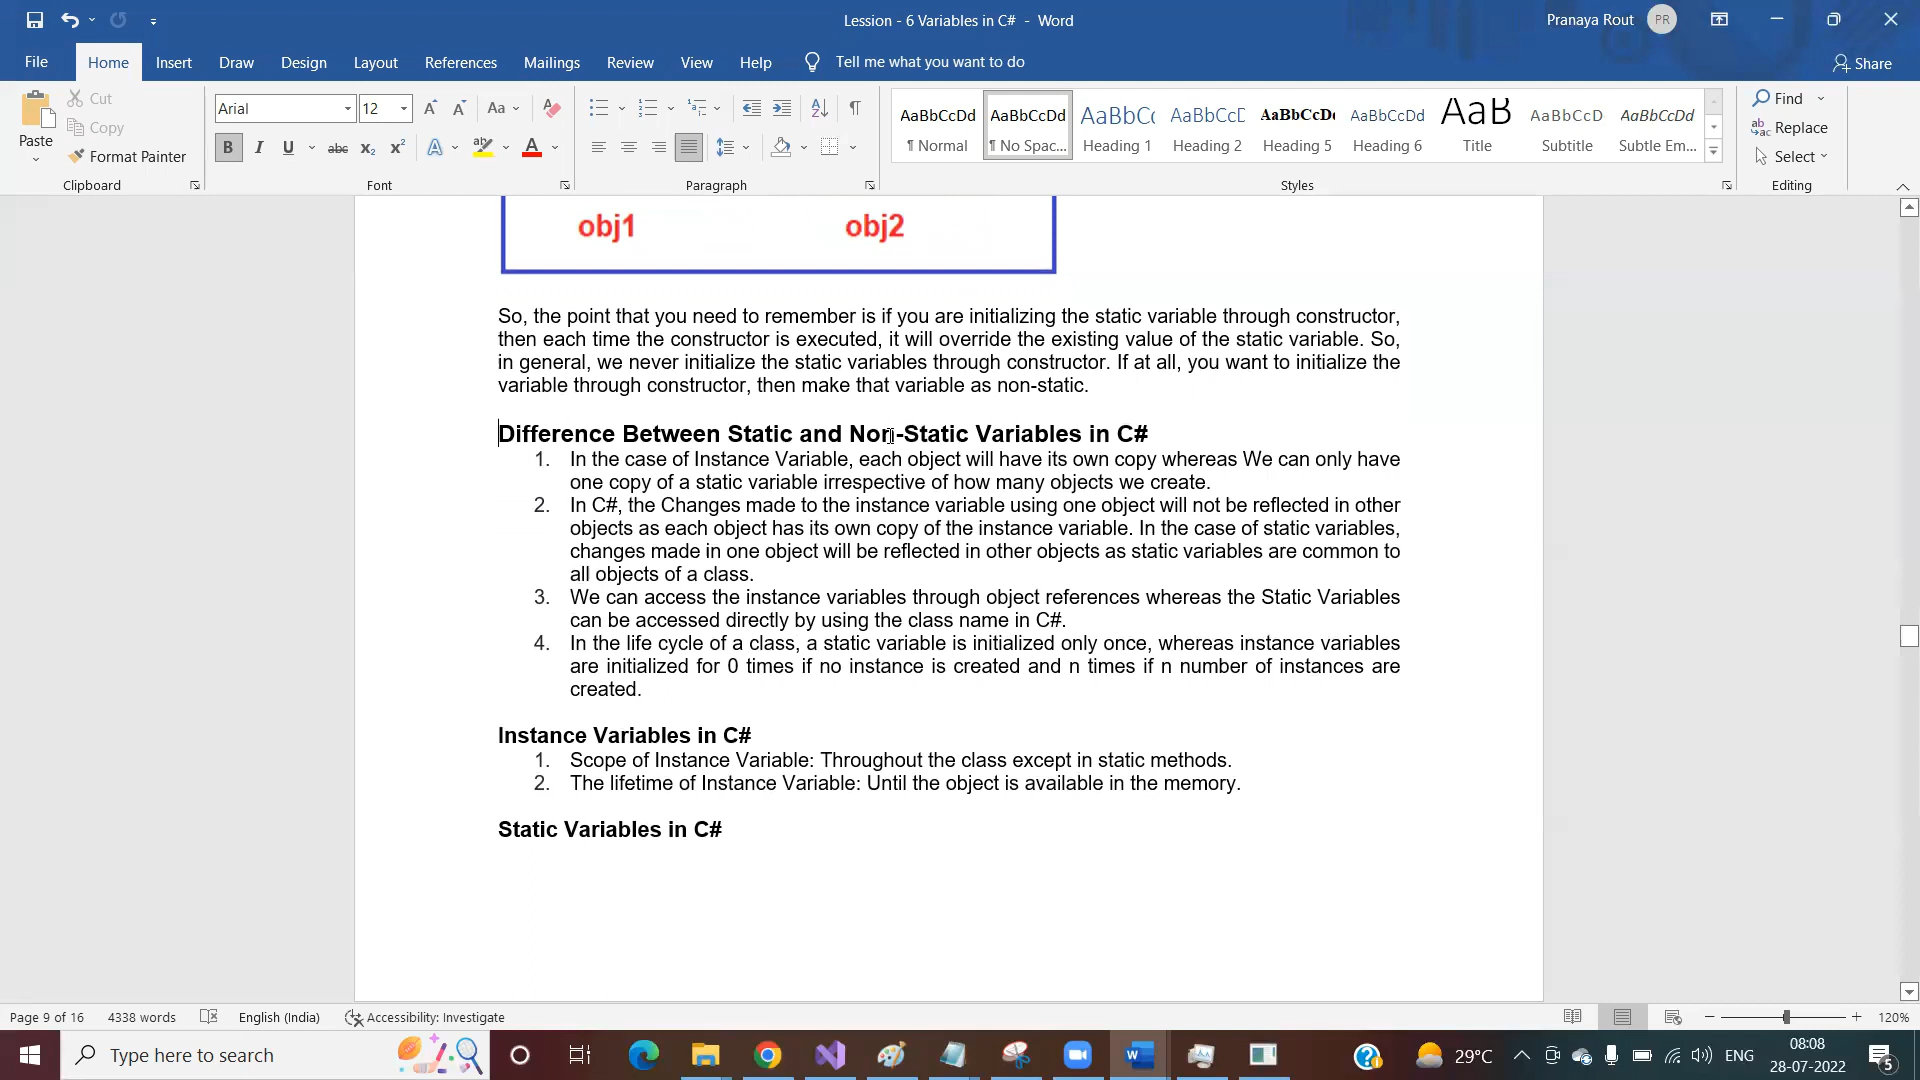 Lession - 6 Variables in C# - Word
Pranaya Rout PR
File Home Insert Draw Design Layout References Mailings Review View Help Tell me what you want to do Share
Paste
Cut
Copy
Format Painter
Clipboard
Arial 12
Font
Paragraph
AaBbCcDd AaBbCcDd AaBbC AaBbCcD AaBbCcD AaBbCcDd AaB AaBbCcD AaBbCcDd
¶ Normal ¶ No Spac... Heading 1 Heading 2 Heading 5 Heading 6 Title Subtitle Subtle Em...
Styles
Find
Replace
Select
Editing
obj1 obj2
So, the point that you need to remember is if you are initializing the static variable through constructor,
then each time the constructor is executed, it will override the existing value of the static variable. So,
in general, we never initialize the static variables through constructor. If at all, you want to initialize the
variable through constructor, then make that variable as non-static.
Difference Between Static and Non-Static Variables in C#
1. In the case of Instance Variable, each object will have its own copy whereas We can only have
one copy of a static variable irrespective of how many objects we create.
2. In C#, the Changes made to the instance variable using one object will not be reflected in other
objects as each object has its own copy of the instance variable. In the case of static variables,
changes made in one object will be reflected in other objects as static variables are common to
all objects of a class.
3. We can access the instance variables through object references whereas the Static Variables
can be accessed directly by using the class name in C#.
4. In the life cycle of a class, a static variable is initialized only once, whereas instance variables
are initialized for 0 times if no instance is created and n times if n number of instances are
created.
Instance Variables in C#
1. Scope of Instance Variable: Throughout the class except in static methods.
2. The lifetime of Instance Variable: Until the object is available in the memory.
Static Variables in C#
Page 9 of 16 4338 words English (India) Accessibility: Investigate 120%
Type here to search
29°C ENG
08:08
28-07-2022
5